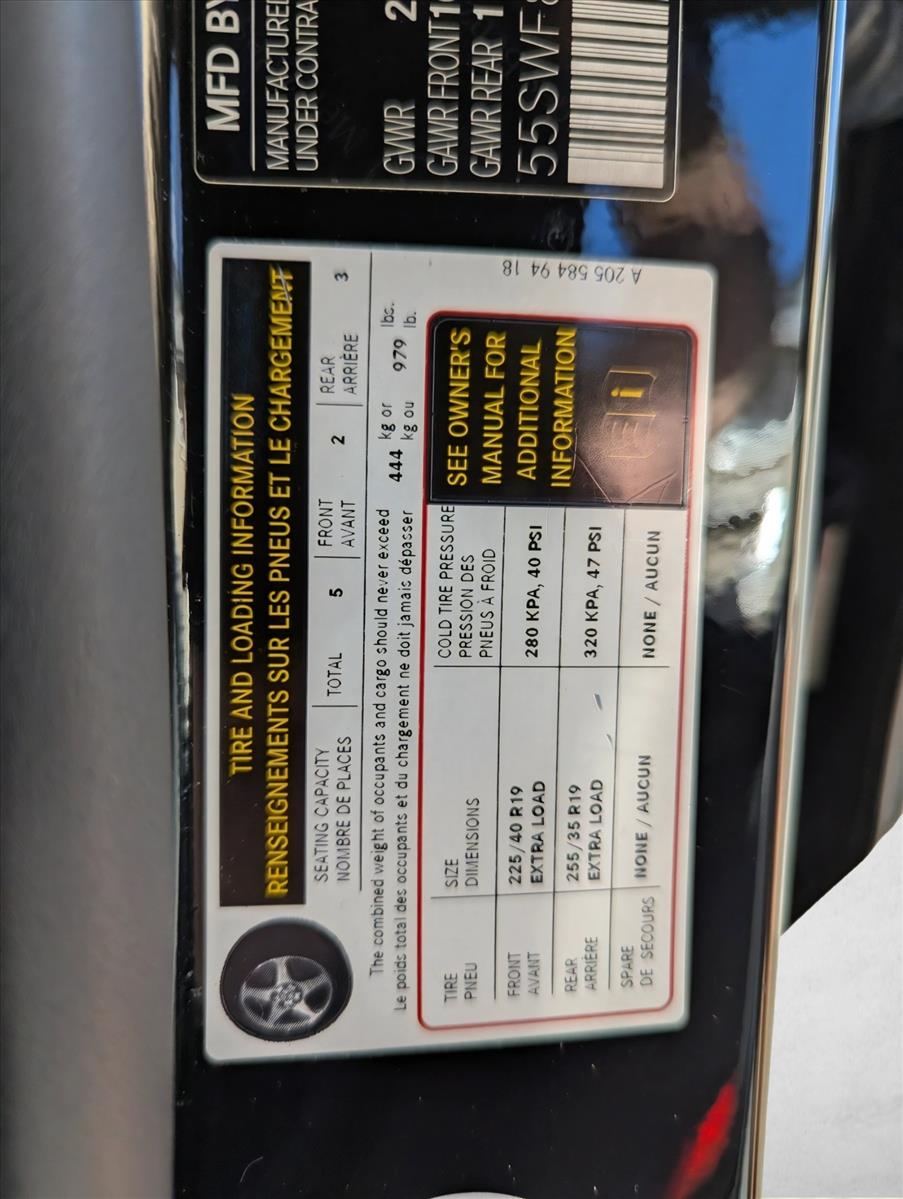 TIRE AND LOADING INFORMATION
RENSEIGNEMENTS SUR LES PNEUS ET LE CHARGEMENT
SEATING CAPACITY
NOMBRE DE PLACES
TOTAL 5
FRONT
AVANT
2
REAR
ARRIÈRE
3
The combined weight of occupants and cargo should never exceed 444 kg or 979 lbs.
Le poids total des occupants et du chargement ne doit jamais dépasser kg ou lb.
TIRE
PNEU
SIZE
DIMENSIONS
COLD TIRE PRESSURE
PRESSION DES
PNEUS À FROID
FRONT
AVANT
225/40 R19
EXTRA LOAD
280 KPA, 40 PSI
REAR
ARRIÈRE
255/35 R19
EXTRA LOAD
320 KPA, 47 PSI
SPARE
DE SECOURS
NONE / AUCUN
NONE / AUCUN
SEE OWNER'S
MANUAL FOR
ADDITIONAL
INFORMATION
i
A 205 584 94 18
MFD BY
MANUFACTURED
UNDER CONTRA
GVWR 2
GAWR FRONT 1
GAWR REAR 1
55SWF8